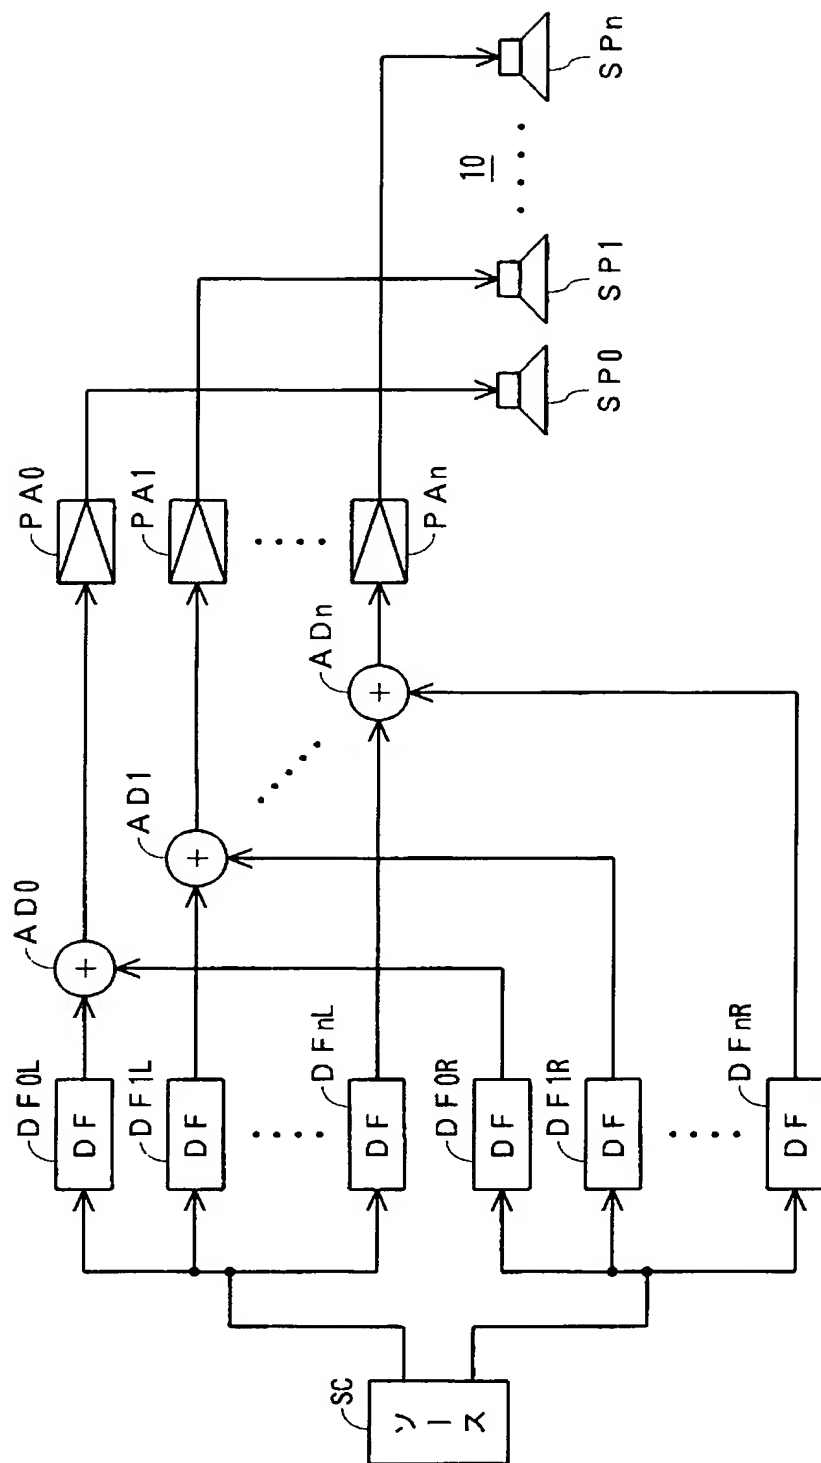 SC
ソース
DF0L
DF
DF1L
DF
DFnL
DF
DF0R
DF
DF1R
DF
DFnR
DF
AD0
+
AD1
+
ADn
+
PA0
PA1
PAn
10
SP0
SP1
SPn